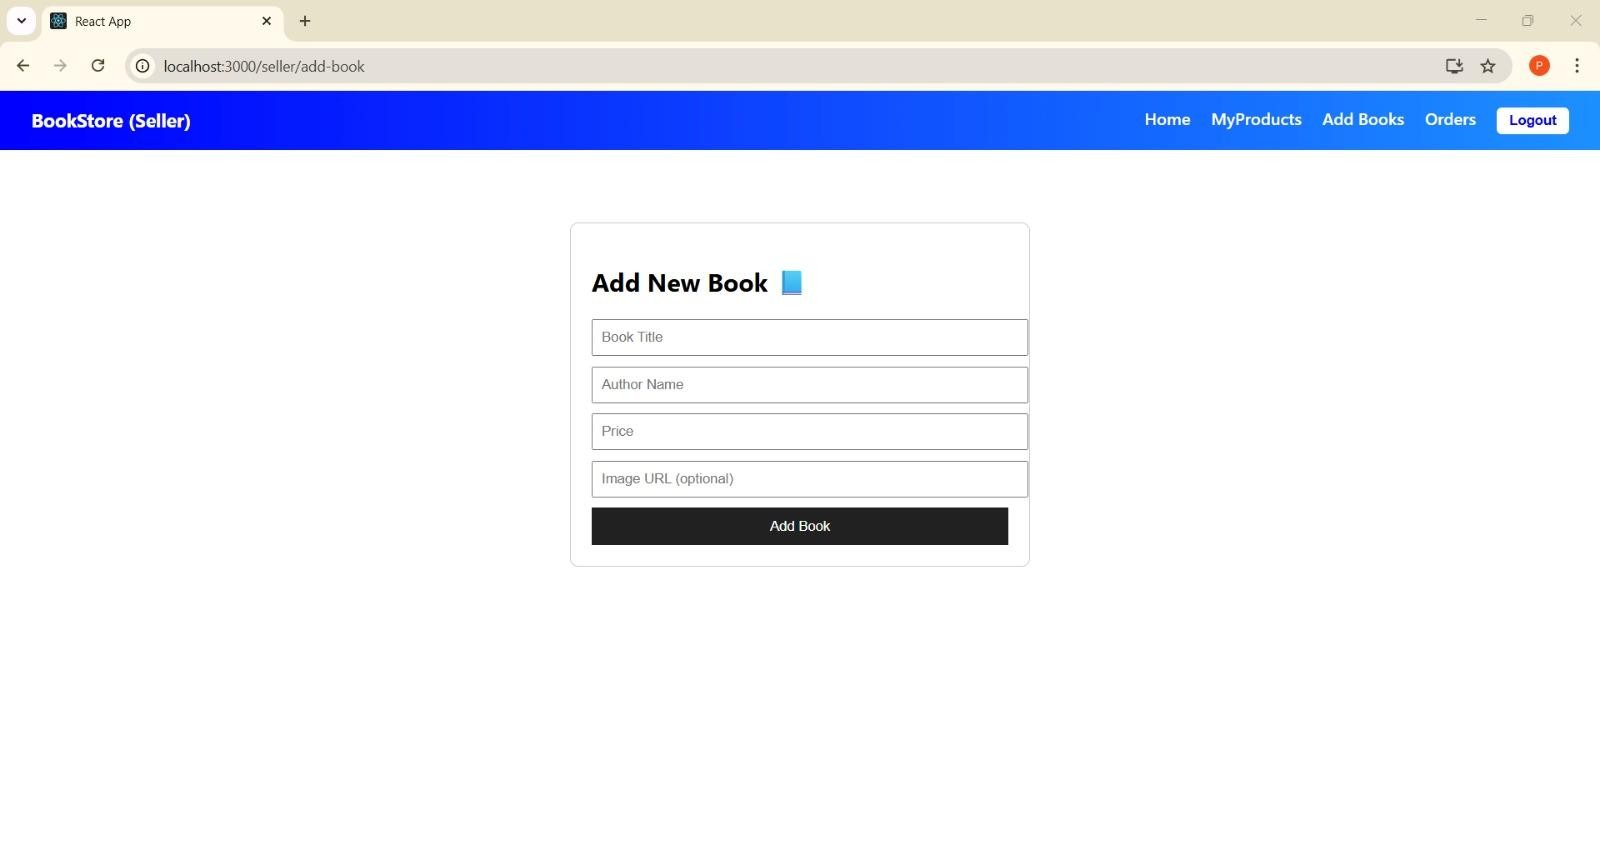 React App
localhost:3000/seller/add-book
P
BookStore (Seller)
Home
MyProducts
Add Books
Orders
Logout
Add New Book
Book Title
Author Name
Price
Image URL (optional)
Add Book